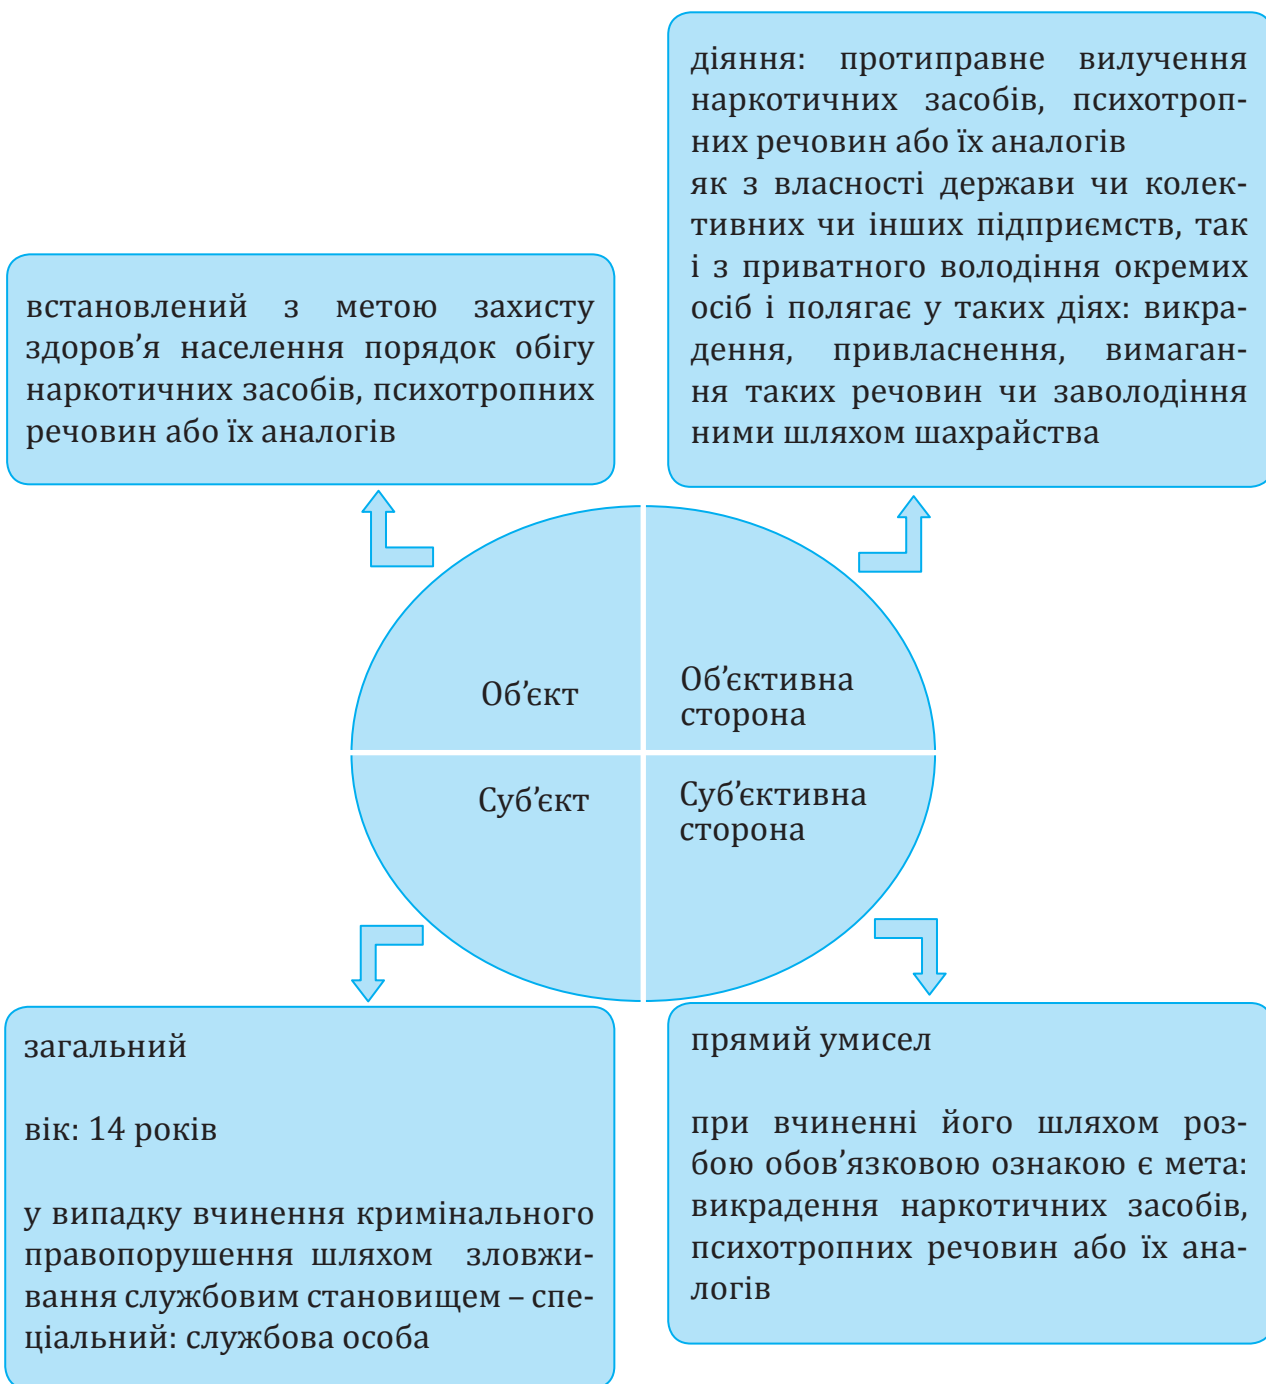 встановлений з метою захисту
здоров'я населення порядок обігу
наркотичних засобів, психотропних
речовин або їх аналогів
діяння: протиправне вилучення
наркотичних засобів, психотроп-
них речовин або їх аналогів
як з власності держави чи колек-
тивних чи інших підприємств, так
і з приватного володіння окремих
осіб і полягає у таких діях: викра-
дення, привласнення, вимаган-
ня таких речовин чи заволодіння
ними шляхом шахрайства
Об’єкт
Об’єктивна
сторона
Суб’єкт
Суб’єктивна
сторона
загальний
вік: 14 років
у випадку вчинення кримінального
правопорушення шляхом зловжи-
вання службовим становищем – спе-
ціальний: службова особа
прямий умисел
при вчиненні його шляхом роз-
бою обов’язковою ознакою є мета:
викрадення наркотичних засобів,
психотропних речовин або їх ана-
логів